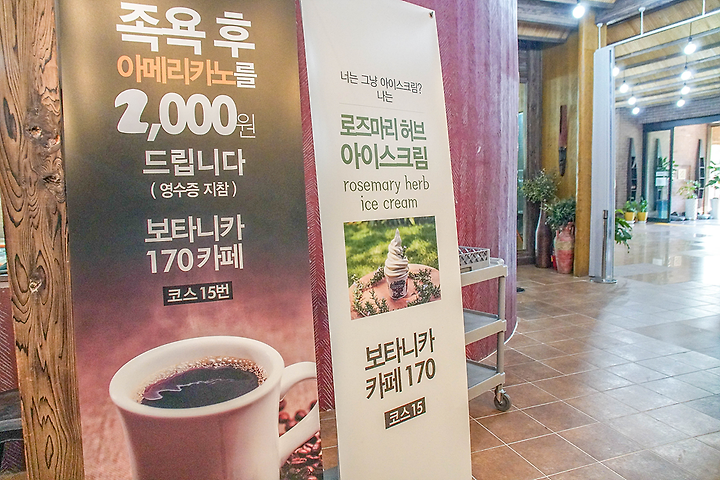 족욕 후
아메리카노를
2,000원
드립니다
( 영수증 지참 )
보타니카
170 카페
코스 15번
너는 그냥 아이스크림?
나는
로즈마리 허브
아이스크림
rosemary herb
ice cream
보타니카
카페 170
코스 15